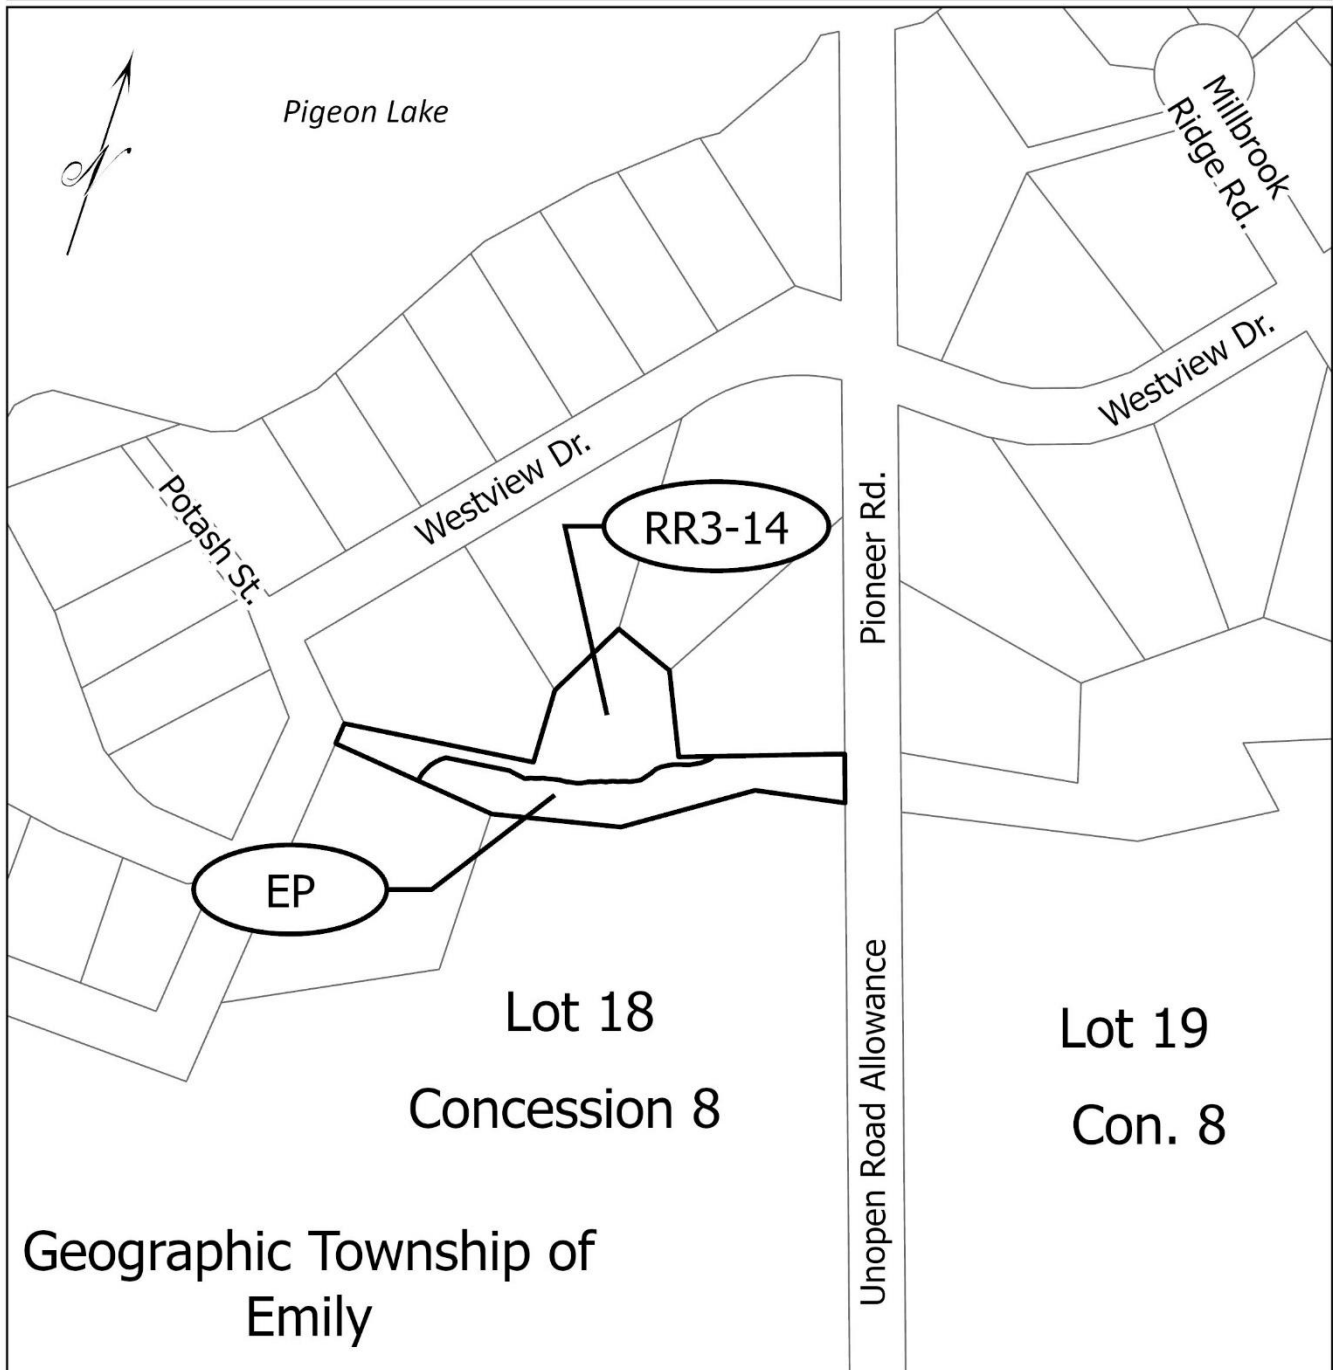 Pigeon Lake
Millbrook
Ridge Rd.
Westview Dr.
Westview Dr.
Potash St.
RR3-14
Pioneer Rd.
EP
Unopen Road Allowance
Lot 18
Concession 8
Lot 19
Con. 8
Geographic Township of
Emily